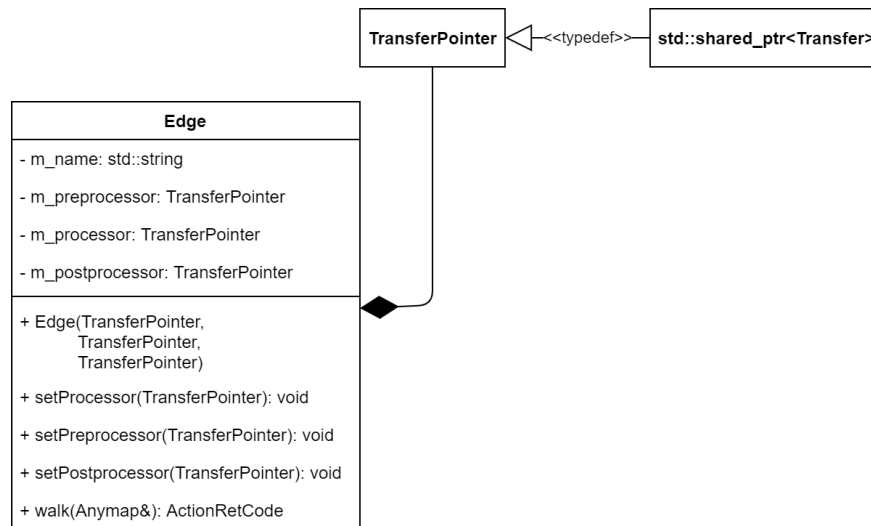 TransferPointer
<<typedef>>
std::shared_ptr<Transfer>
Edge
- m_name: std::string
- m_preprocessor: TransferPointer
- m_processor: TransferPointer
- m_postprocessor: TransferPointer
+ Edge(TransferPointer,
TransferPointer,
TransferPointer)
+ setProcessor(TransferPointer): void
+ setPreprocessor(TransferPointer): void
+ setPostprocessor(TransferPointer): void
+ walk(Anymap&): ActionRetCode